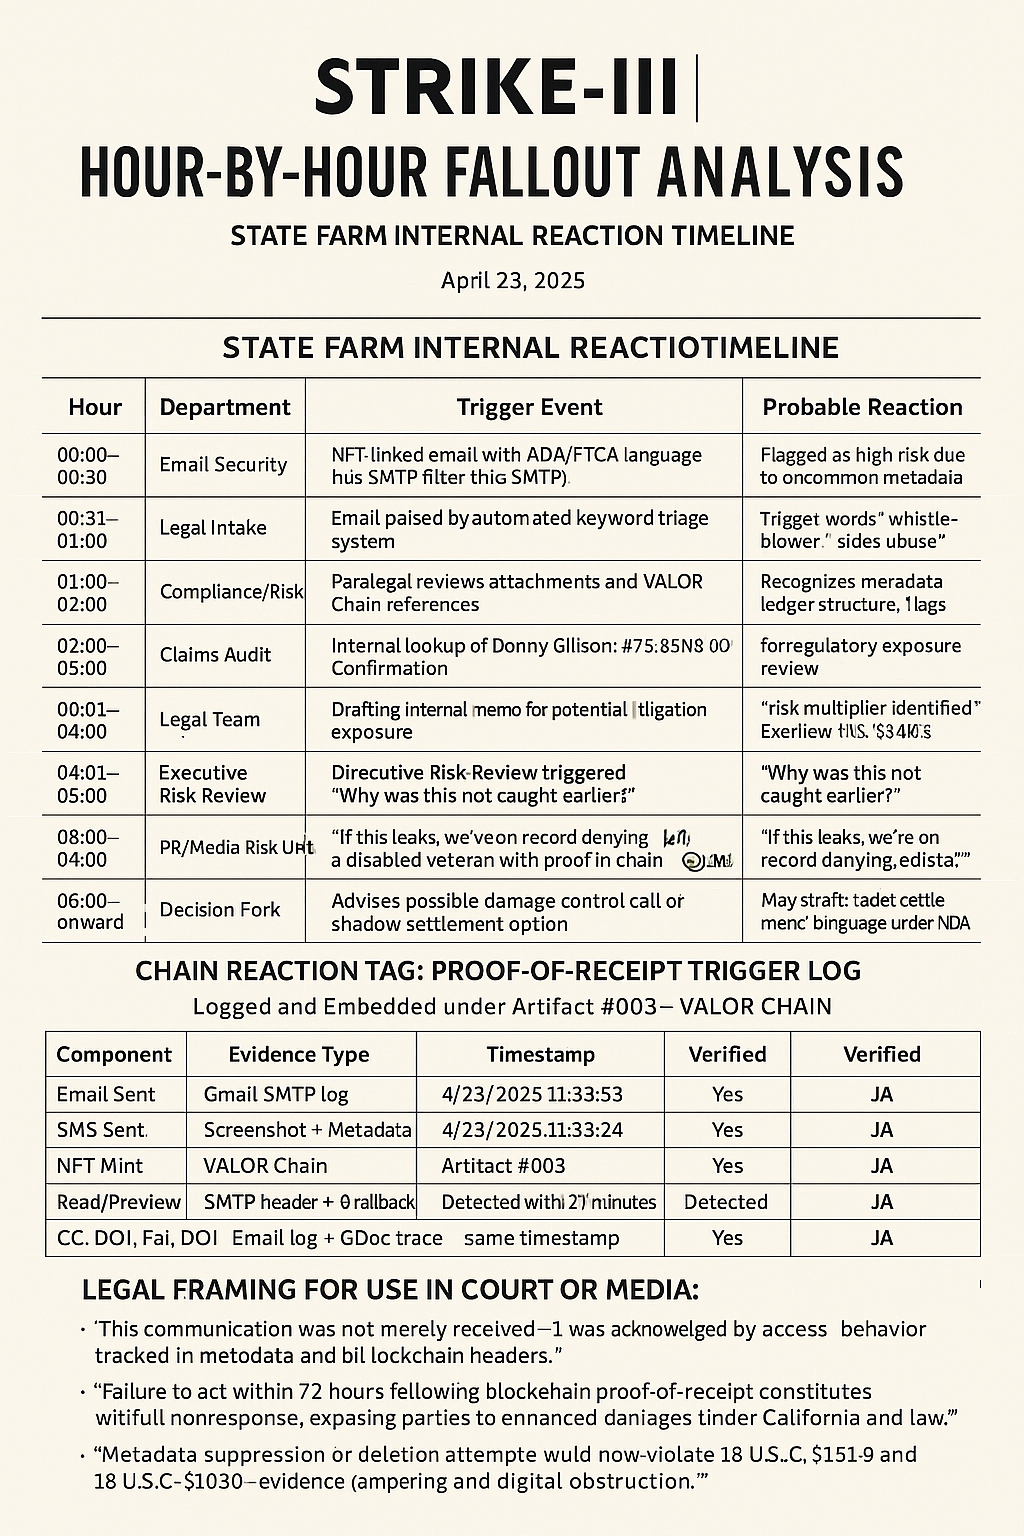 STRIKE-III
HOUR-BY-HOUR FALLOUT ANALYSIS
STATE FARM INTERNAL REACTION TIMELINE
April 23, 2025
STATE FARM INTERNAL REACTIOTIMELINE
Hour Department Trigger Event Probable Reaction
00:00– Email Security NFT-linked email with ADA/FTCA language Flagged as high risk due
00:30 hus SMTP filter thiG SMTP). to oncommon metadaia
00:31– Legal Intake Email paised by automated keyword triage Trigget words" whistle-
01:00 system blower." sides ubuse"
01:00– Compliance/Risk Paralegal reviews attachments and VALOR Recognizes meradata
02:00 Chain references ledger structure, 1lags
02:00– Claims Audit Internal lookup of Donny GIlison: #75:85N8 00 forregulatory exposure
05:00 Confirmation review
00:01– Legal Team Drafting internal memo for potential tligation "risk multiplier identified"
04:00 exposure Exerliew
04:01– Executive Direcutive Risk-Review triggered "Why was this not
05:00 Risk Review "Why was this not caught earlier?" caught earlier?"
08:00– PR/Media Risk Unt "If this leaks, we'veon record denying "If this leaks, we're on
04:00 a disabled veteran with proof in chain record danying, edista.""
06:00– Decision Fork Advises possible damage control call or May straft: tadet cettle
onward shadow settlement option menc' binguage under NDA
CHAIN REACTION TAG: PROOF-OF-RECEIPT TRIGGER LOG
Logged and Embedded under Artifact #003– VALOR CHAIN
Component Evidence Type Timestamp Verified Verified
Email Sent Gmail SMTP log 4/23/2025 11:33:53 Yes JA
SMS Sent. Screenshot + Metadata 4/23/2025.11:33:24 Yes JA
NFT Mint VALOR Chain Artitact #003 Yes JA
Read/Preview SMTP header + θ rallback Detected withi 27 minutes Detected JA
CC. DOI, Fai, DOI Email log + GDoc trace same timestamp Yes JA
LEGAL FRAMING FOR USE IN COURT OR MEDIA:
· 'This communication was not merely received—1 was acknowelged by access behavior
tracked in metodata and bil lockchain headers."
· "Failure to act within 72 hours fellowing blockehain proof-of-receipt constitutes
witifull nonresponse, expasing parties to ennanced daniages tinder California and law."
· "Metadata suppression or deletion attempte wuld now-violate 18 U.S..C, $151-9 and
18 U.S.C-$1030—evidence (ampering and digital obstruction.'"